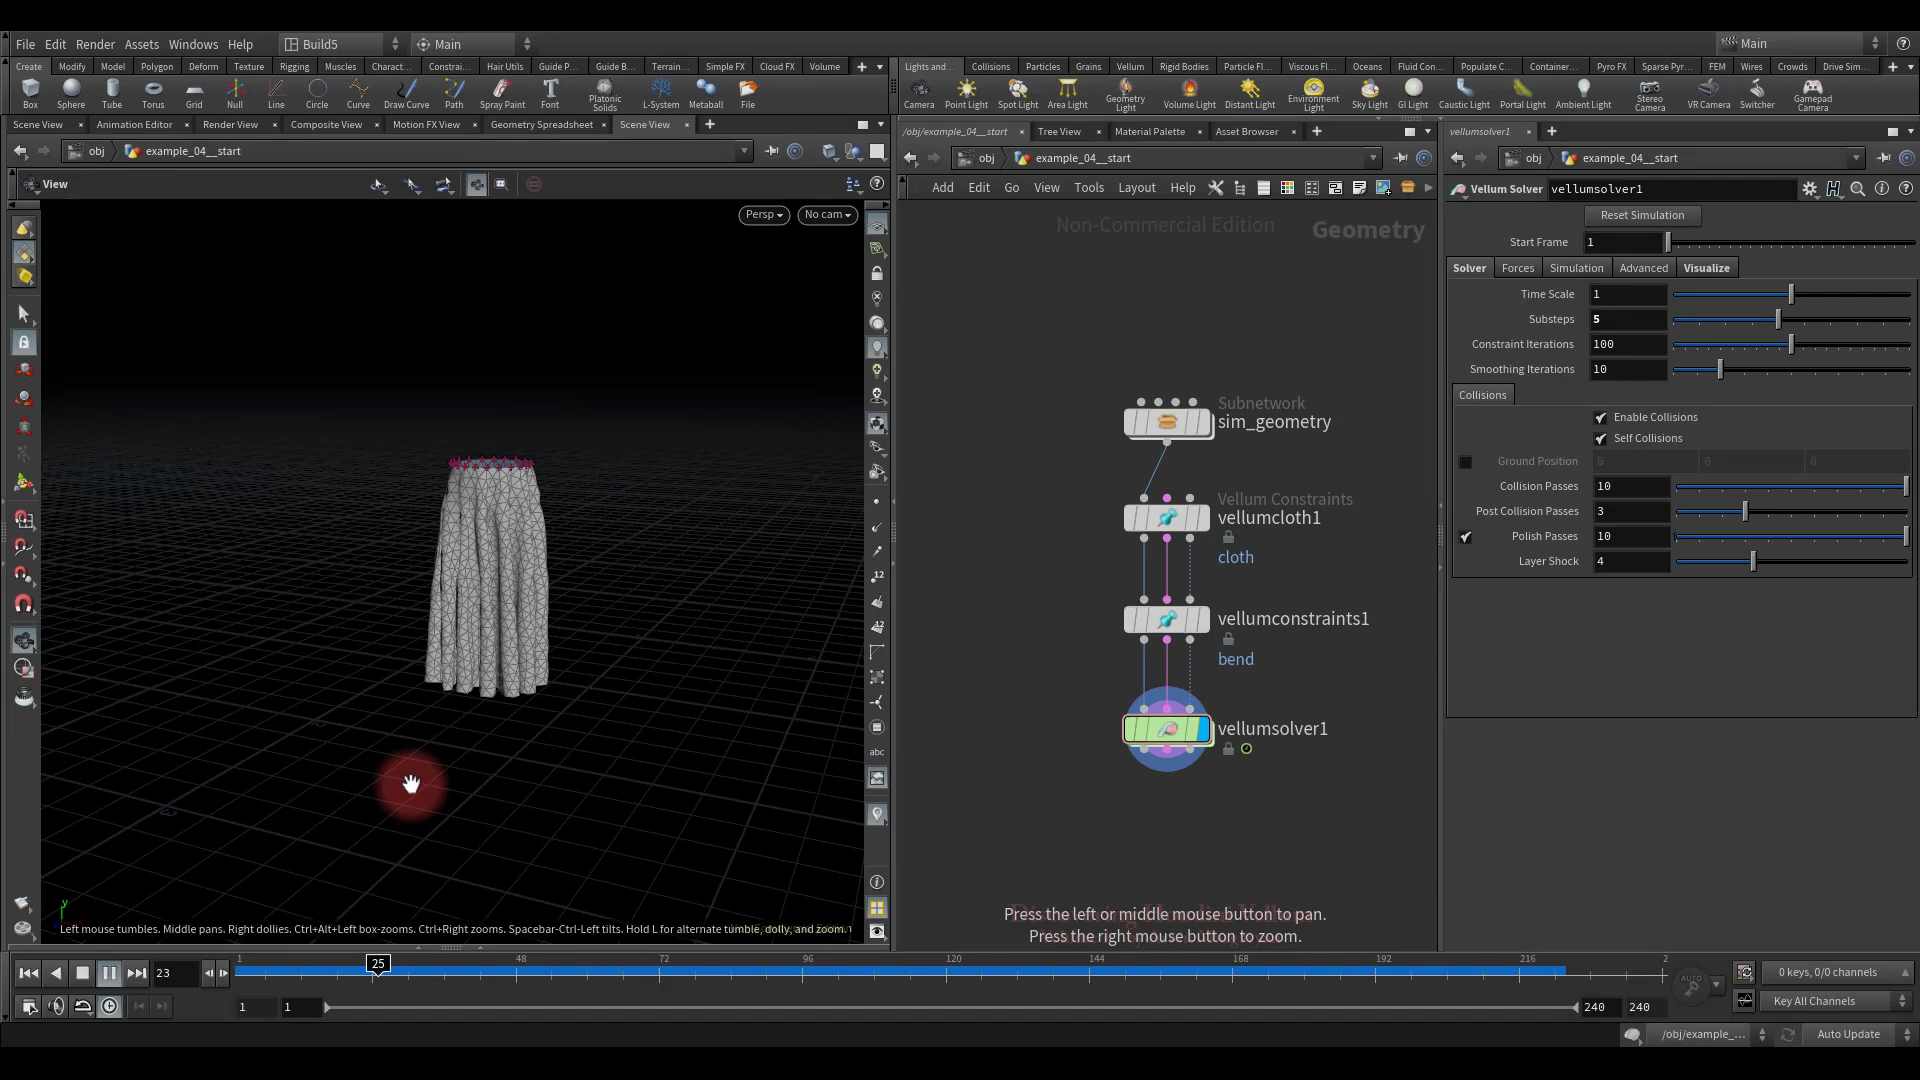 File Edit Render Assets Windows Help Build5 Main Main
Create Modify Model Polygon Deform Texture Rigging Muscles Charact... Constrai... Hair Utils Guide P... Guide B... Terrain... Simple FX Cloud FX Volume
Lights and... Collisions Particles Grains Vellum Rigid Bodies Particle Fl... Viscous Fl... Oceans Fluid Con... Populate C... Container... Pyro FX Sparse Pyr... FEM Wires Crowds Drive Sim...
Box Sphere Tube Torus Grid Null Line Circle Curve Draw Curve Path Spray Paint Font Platonic Solids L-System Metaball File
Camera Point Light Spot Light Area Light Geometry Light Volume Light Distant Light Environment Light Sky Light GI Light Caustic Light Portal Light Ambient Light Stereo Camera VR Camera Switcher Gamepad Camera
Scene View Animation Editor Render View Composite View Motion FX View Geometry Spreadsheet Scene View
/obj/example_04__start Tree View Material Palette Asset Browser
vellumsolver1
obj example_04__start
obj example_04__start
obj example_04__start
View
Add Edit Go View Tools Layout Help
Vellum Solver vellumsolver1
Persp No cam
Non-Commercial Edition Geometry
Reset Simulation
Start Frame 1
Solver Forces Simulation Advanced Visualize
Time Scale 1
Substeps 5
Constraint Iterations 100
Smoothing Iterations 10
Collisions
Enable Collisions
Self Collisions
Ground Position 0 0 0
Collision Passes 10
Post Collision Passes 3
Polish Passes 10
Layer Shock 4
Subnetwork
sim_geometry
Vellum Constraints
vellumcloth1
cloth
vellumconstraints1
bend
vellumsolver1
12
12
abc
y
Left mouse tumbles. Middle pans. Right dollies. Ctrl+Alt+Left box-zooms. Ctrl+Right zooms. Spacebar-Ctrl-Left tilts. Hold L for alternate tumble, dolly, and zoom.
Press the left or middle mouse button to pan.
Press the right mouse button to zoom.
23 1 25 48 72 96 120 144 168 192 216 2
AUTO
0 keys, 0/0 channels
1 1 240 240
Key All Channels
/obj/example_... Auto Update